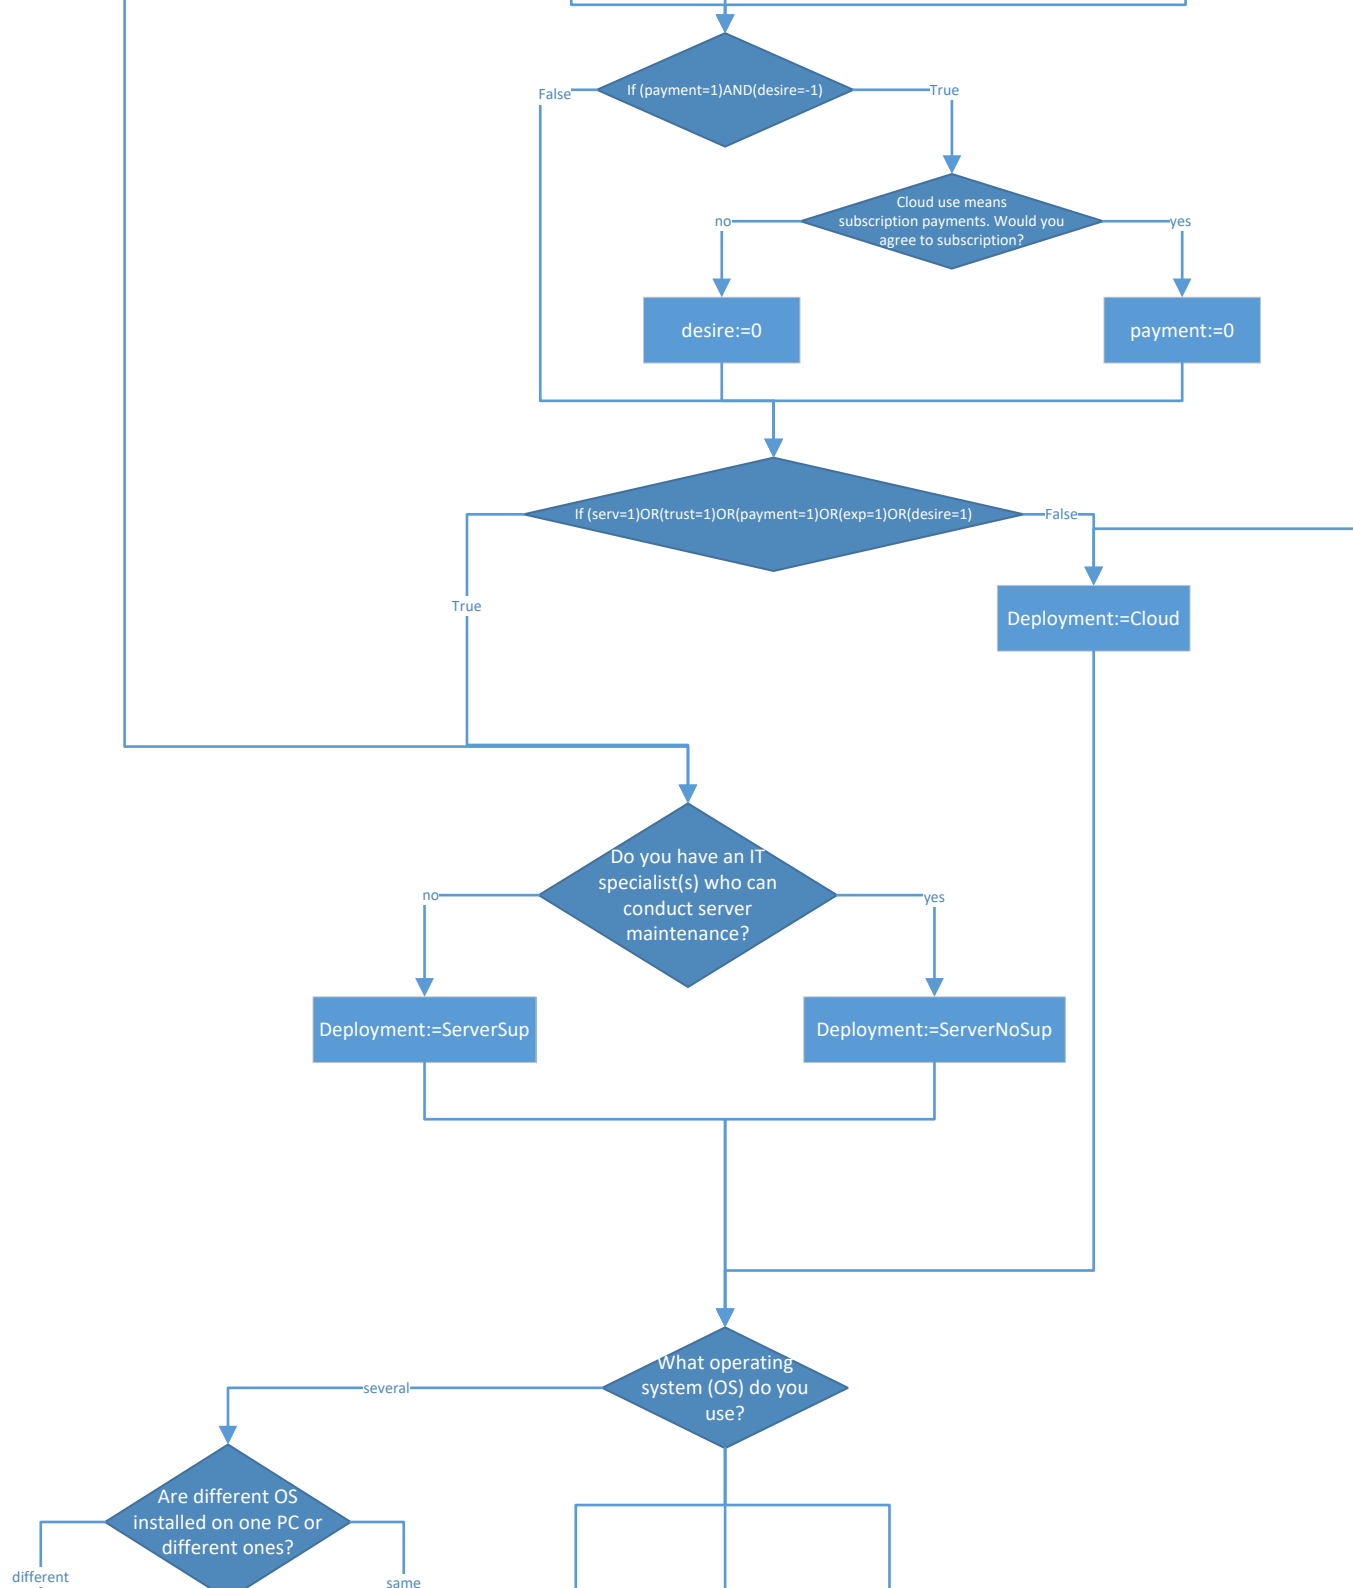 If (payment=1)AND(desire=-1)
False
True
Cloud use means
subscription payments. Would you
agree to subscription?
no
yes
desire:=0
payment:=0
If (serv=1)OR(trust=1)OR(payment=1)OR(exp=1)OR(desire=1)
False
True
Deployment:=Cloud
Do you have an IT
specialist(s) who can
conduct server
maintenance?
no
yes
Deployment:=ServerSup
Deployment:=ServerNoSup
What operating
system (OS) do you
use?
several
Are different OS
installed on one PC or
different ones?
different
same